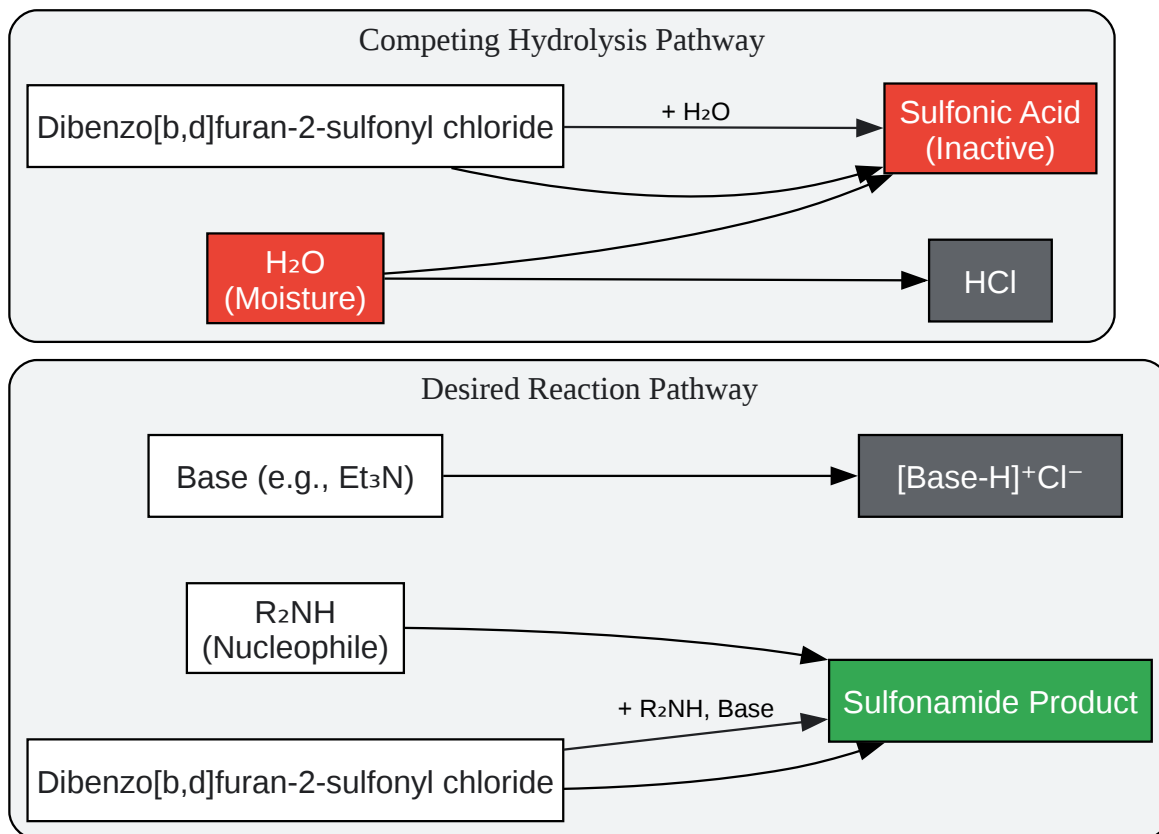 Competing Hydrolysis Pathway
Dibenzo[b,d]furan-2-sulfonyl chloride
+ H₂O
Sulfonic Acid
(Inactive)
H₂O
(Moisture)
HCl
Desired Reaction Pathway
Base (e.g., Et₃N)
[Base-H]⁺Cl⁻
R₂NH
(Nucleophile)
+ R₂NH, Base
Sulfonamide Product
Dibenzo[b,d]furan-2-sulfonyl chloride